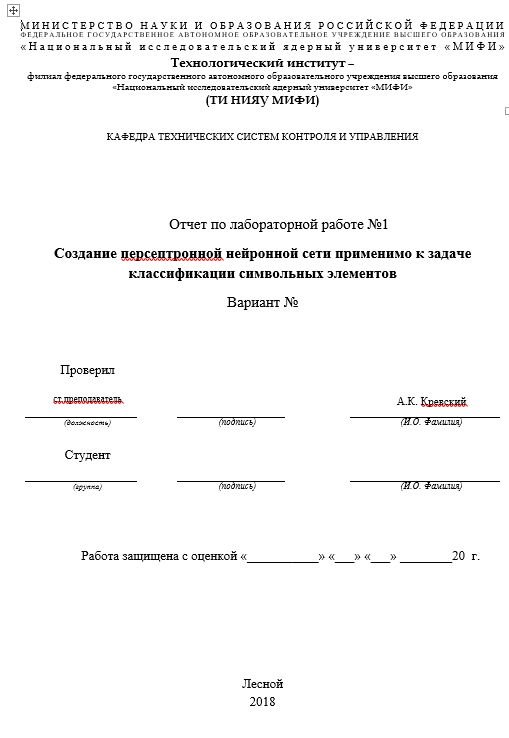 МИНИСТЕРСТВО НАУКИ И ОБРАЗОВАНИЯ РОССИЙСКОЙ ФЕДЕРАЦИИ
ФЕДЕРАЛЬНОЕ ГОСУДАРСТВЕННОЕ АВТОНОМНОЕ ОБРАЗОВАТЕЛЬНОЕ УЧРЕЖДЕНИЕ ВЫСШЕГО ОБРАЗОВАНИЯ
«Национальный исследовательский ядерный университет «МИФИ»
Технологический институт –
филиал федерального государственного автономного образовательного учреждения высшего образования
«Национальный исследовательский ядерный университет «МИФИ»
(ТИ НИЯУ МИФИ)
КАФЕДРА ТЕХНИЧЕСКИХ СИСТЕМ КОНТРОЛЯ И УПРАВЛЕНИЯ
Отчет по лабораторной работе №1
Создание персептронной нейронной сети применимо к задаче
классификации символьных элементов
Вариант №
Проверил
ст.преподаватель А.К. Кревский
(должность) (подпись) (И.О. Фамилия)
Студент
(группа) (подпись) (И.О. Фамилия)
Работа защищена с оценкой «___________» «___» «___» ________20 г.
Лесной
2018